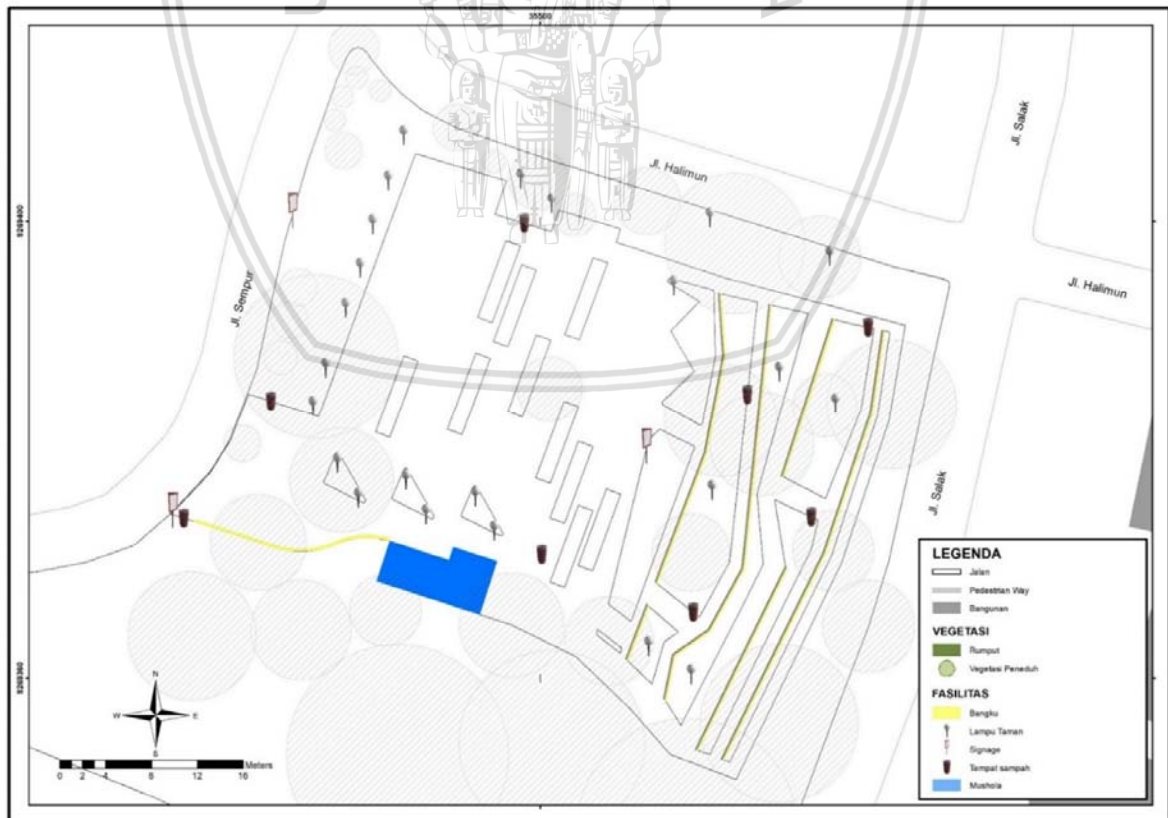 35500
Jl. Salak
Jl. Halimun
9269400
Jl. Halimun
Jl. Sempur
Jl. Salak
9269360
N
W E
S
0 2 4 8 12 16 Meters
LEGENDA
Jalan
Pedestrian Way
Bangunan
VEGETASI
Rumput
Vegetasi Peneduh
FASILITAS
Bangku
Lampu Taman
Signage
Tempat sampah
Mushola